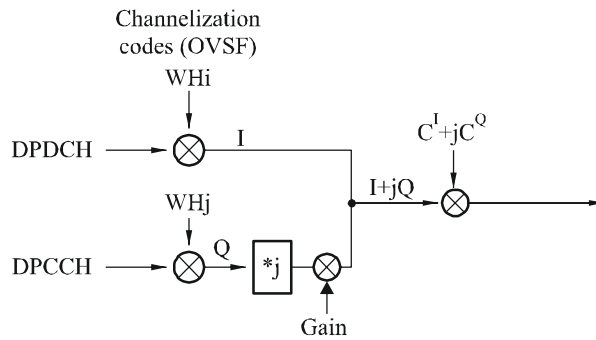 Channelization
codes (OVSF)
WHi
DPDCH
I
C^I+jC^Q
WHj
I+jQ
DPCCH
Q
*j
Gain